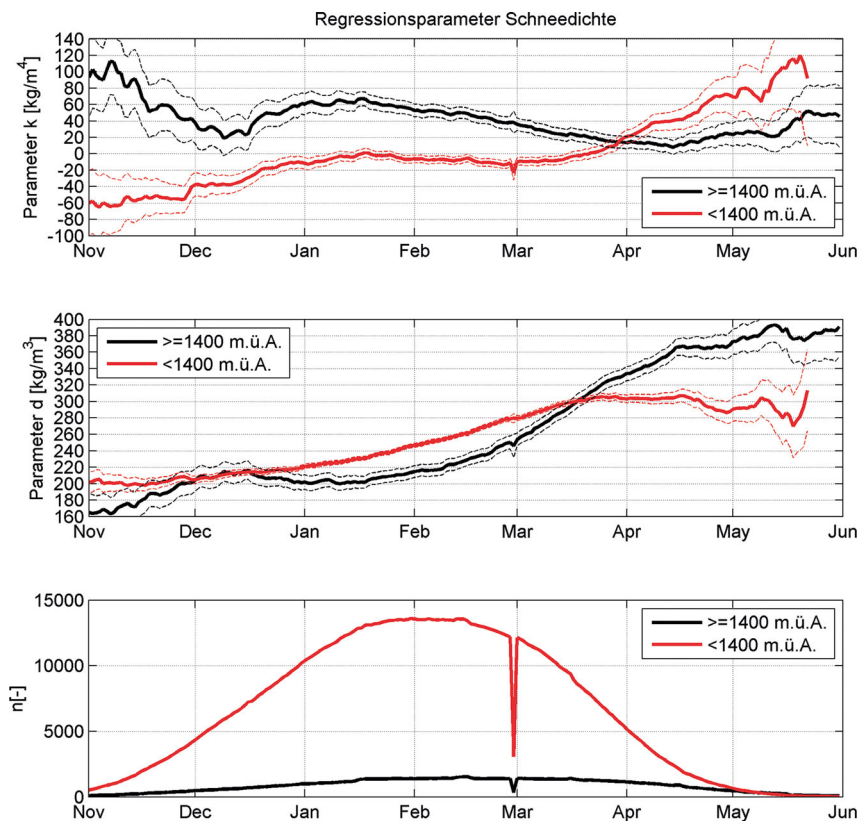 Regressionsparameter Schneedichte
Parameter k [kg/m⁴]
140
120
100
80
60
40
20
0
-20
-40
-60
-80
-100
>=1400 m.ü.A.
<1400 m.ü.A.
Nov Dec Jan Feb Mar Apr May Jun
Parameter d [kg/m³]
400
380
360
340
320
300
280
260
240
220
200
180
160
>=1400 m.ü.A.
<1400 m.ü.A.
Nov Dec Jan Feb Mar Apr May Jun
n[-]
15000
10000
5000
0
>=1400 m.ü.A.
<1400 m.ü.A.
Nov Dec Jan Feb Mar Apr May Jun